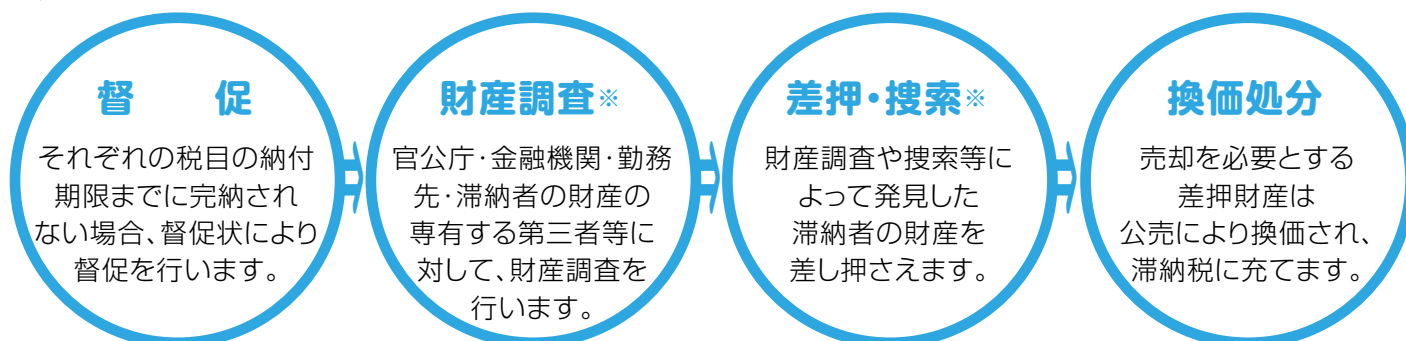 督 促
それぞれの税目の納付
期限までに完納され
ない場合、督促状により
督促を行います。
財産調査※
官公庁・金融機関・勤務
先・滞納者の財産の
専有する第三者等に
対して、財産調査を
行います。
差押・捜索※
財産調査や捜索等に
よって発見した
滞納者の財産を
差し押さえます。
換価処分
売却を必要とする
差押財産は
公売により換価され、
滞納税に充てます。